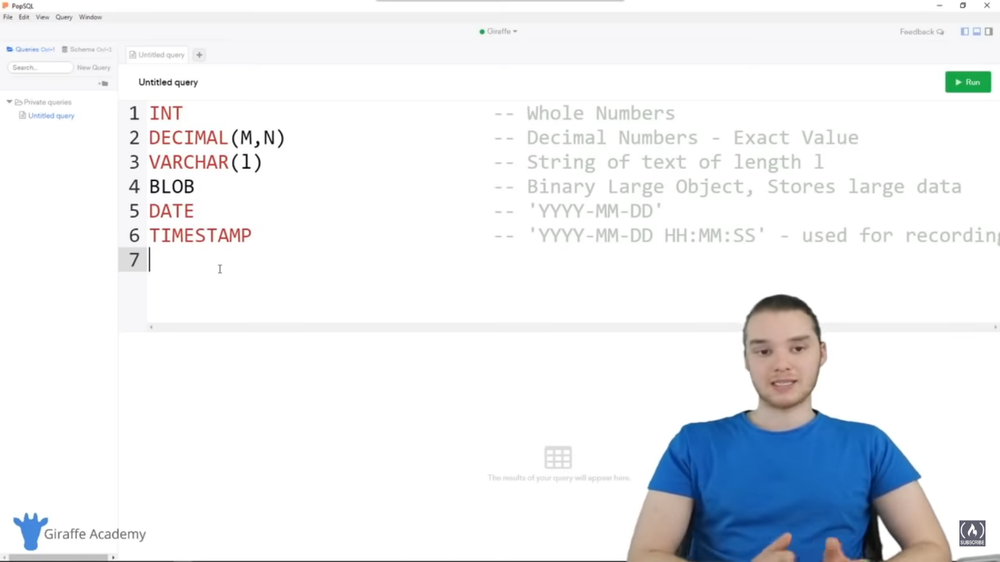 PopSQL
File Edit View Query Window
Giraffe
Feedback
Queries Ctrl+1 Schema Ctrl+2
Untitled query +
Search... New Query
Untitled query
Run
Private queries
Untitled query
1 INT -- Whole Numbers
2 DECIMAL(M,N) -- Decimal Numbers - Exact Value
3 VARCHAR(l) -- String of text of length l
4 BLOB -- Binary Large Object, Stores large data
5 DATE -- 'YYYY-MM-DD'
6 TIMESTAMP -- 'YYYY-MM-DD HH:MM:SS' - used for recording
7
The results of your query will appear here.
Giraffe Academy
SUBSCRIBE